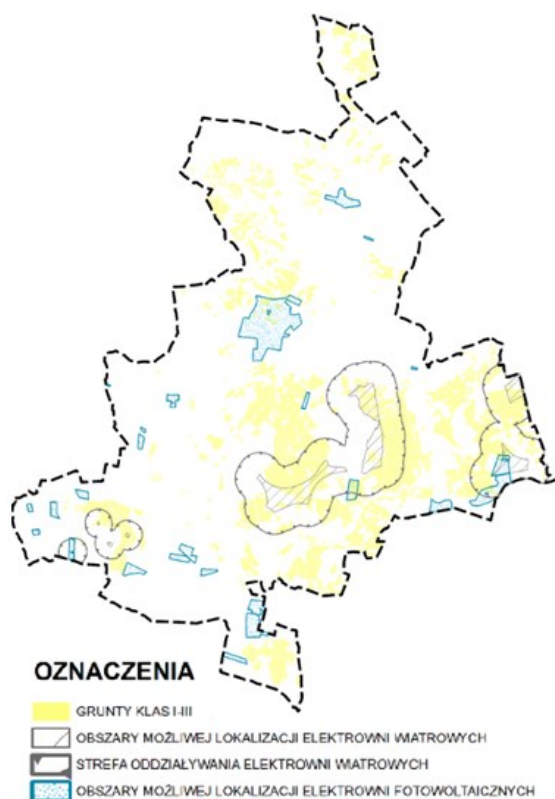 OZNACZENIA
GRUNTY KLAS I-III
OBSZARY MOŻLIWEJ LOKALIZACJI ELEKTROWNI WIATROWYCH
STREFA ODDZIAŁYWANIA ELEKTROWNI WIATROWYCH
OBSZARY MOŻLIWEJ LOKALIZACJI ELEKTROWNI FOTOWOLTAICZNYCH